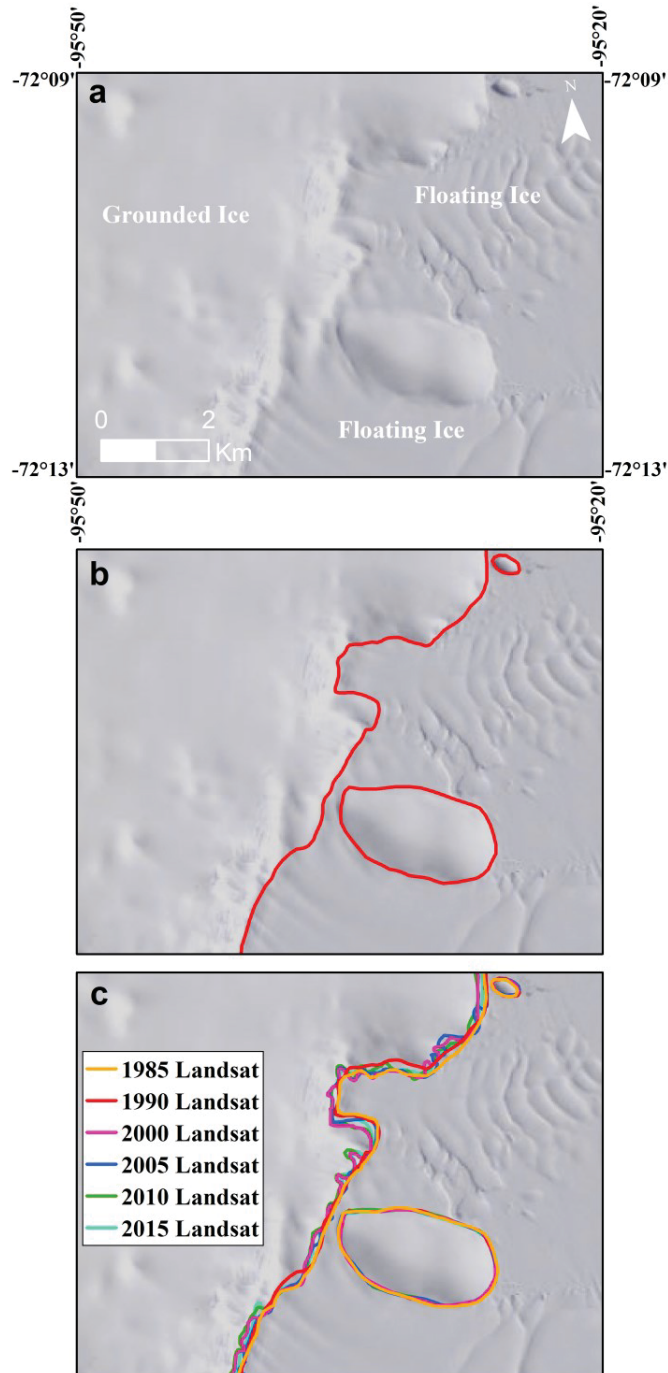 -95°50'
-95°20'
-72°09'
-72°09'
a
N
Floating Ice
Grounded Ice
0 2
Km
Floating Ice
-72°13'
-72°13'
-95°50'
-95°20'
b
c
1985 Landsat
1990 Landsat
2000 Landsat
2005 Landsat
2010 Landsat
2015 Landsat